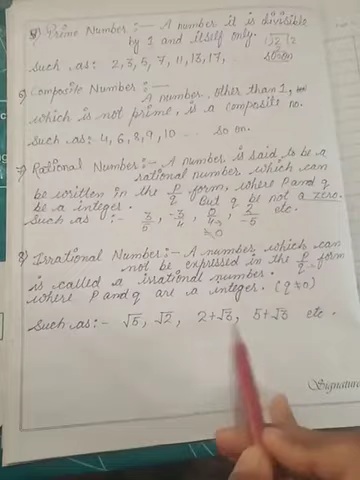 5) Prime Number:- A number it is divisible
by 1 and itself only.
Such as: 2, 3, 5, 7, 11, 13, 17,
so on
6) Composite Number:-
A number, other than 1,
which is not prime, is a composite no.
Such as: 4, 6, 8, 9, 10 ... so on.
7) Rational Number:- A number is said to be a
rational number which can
be written in the p/q form, where P and q
be a integer. But q be not a zero.
Such as:- 3/5, -3/4, 0/4, 2/-5 etc.
=0
8) Irrational Number:- A number which can
not be expressed in the p/q form
is called a irrational number.
where P and q are a integer. (q≠0)
Such as:- √5, √2, 2+√3, 5+√3 etc.
Signature